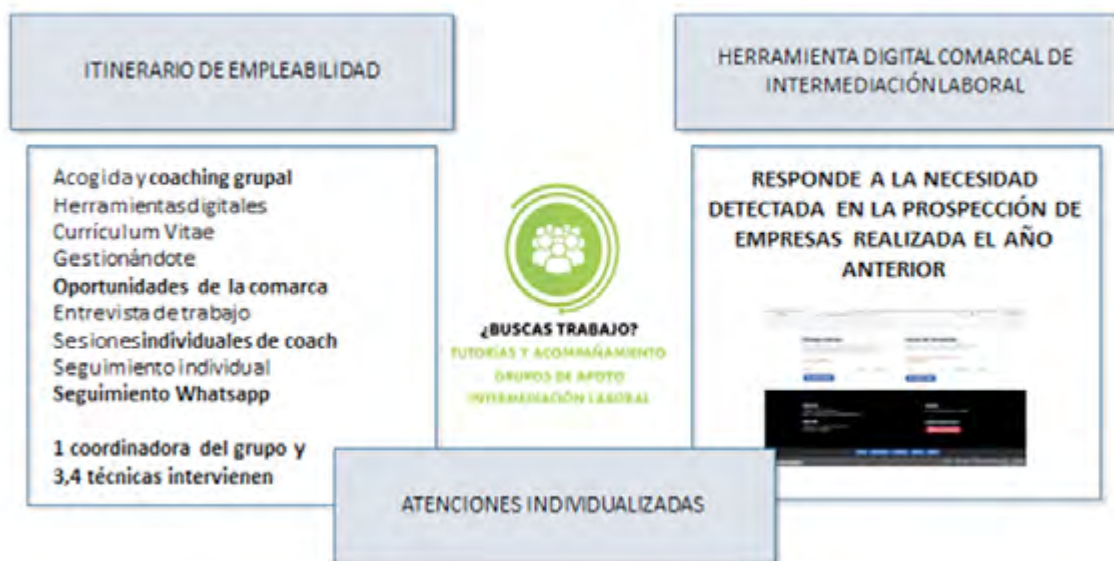 ITINERARIO DE EMPLEABILIDAD
Acogida y coaching grupal
Herramientas digitales
Currículum Vitae
Gestionándote
Oportunidades de la comarca
Entrevista de trabajo
Sesiones individuales de coach
Seguimiento individual
Seguimiento Whatsapp
1 coordinadora del grupo y
3,4 técnicas intervienen
¿BUSCAS TRABAJO?
TUTORÍAS Y ACOMPAÑAMIENTO
GRUPOS DE APOYO
INTERMEDIACIÓN LABORAL
HERRAMIENTA DIGITAL COMARCAL DE
INTERMEDIACIÓN LABORAL
RESPONDE A LA NECESIDAD
DETECTADA EN LA PROSPECCIÓN DE
EMPRESAS REALIZADA EL AÑO
ANTERIOR
ATENCIONES INDIVIDUALIZADAS